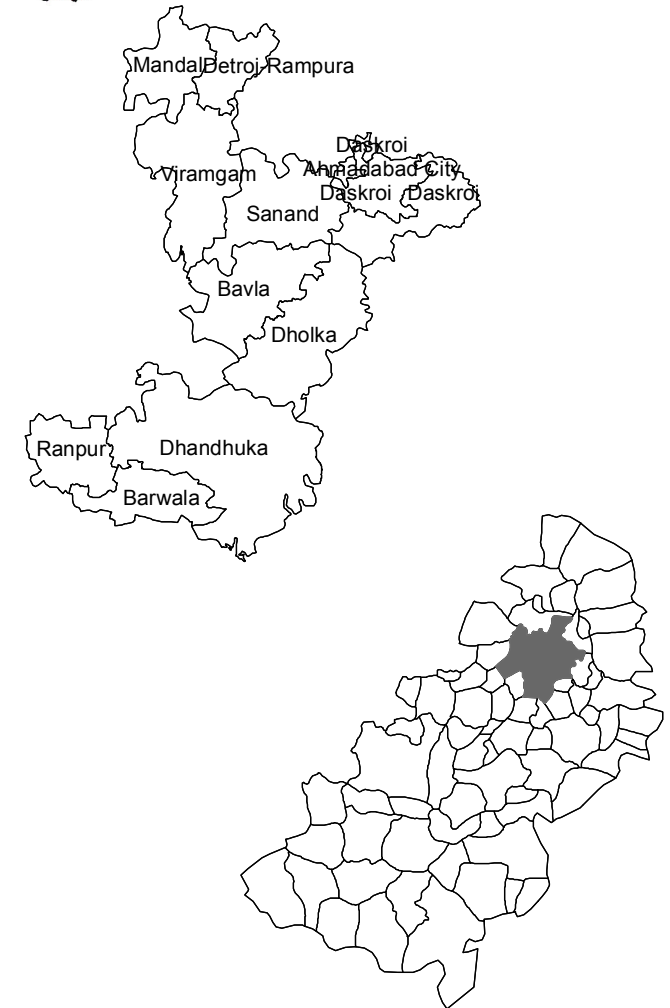 Mandal
Detroj-Rampura
Daskroi
Viramgam
Ahmadabad City
Daskroi
Daskroi
Sanand
Bavla
Dholka
Ranpur
Dhandhuka
Barwala